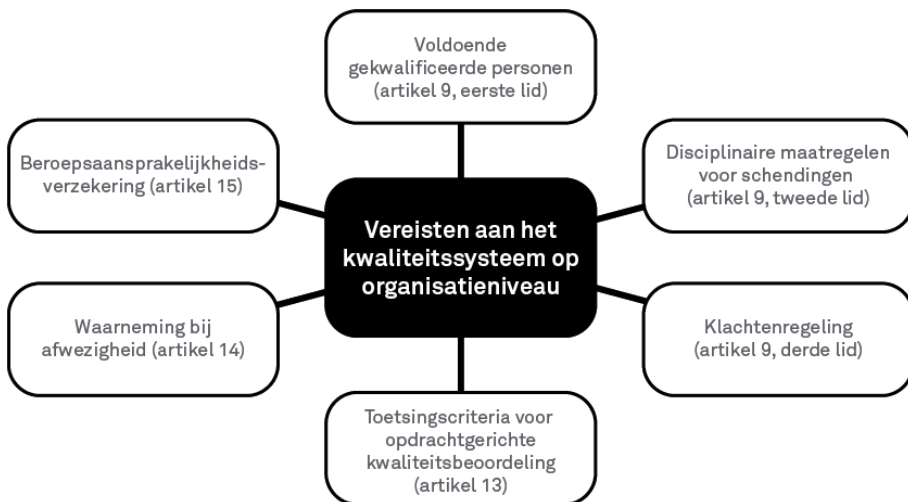 Voldoende
gekwalificeerde personen
(artikel 9, eerste lid)
Beroepsaansprakelijkheids-
verzekering (artikel 15)
Disciplinaire maatregelen
voor schendingen
(artikel 9, tweede lid)
Vereisten aan het
kwaliteitssysteem op
organisatieniveau
Waarneming bij
afwezigheid (artikel 14)
Klachtenregeling
(artikel 9, derde lid)
Toetsingscriteria voor
opdrachtgerichte
kwaliteitsbeoordeling
(artikel 13)